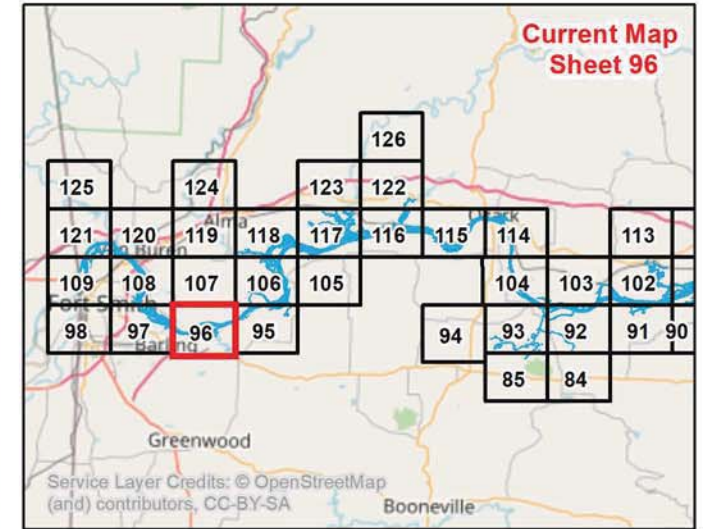 Current Map
Sheet 96
126
125 124 123 122
Alma Ozark
121 120 119 118 117 116 115 114 113
Van Buren
109 108 107 106 105 104 103 102
Fort Smith
98 97 96 95 94 93 92 91 90
Barling
85 84
Greenwood
Service Layer Credits: © OpenStreetMap
(and) contributors, CC-BY-SA
Booneville